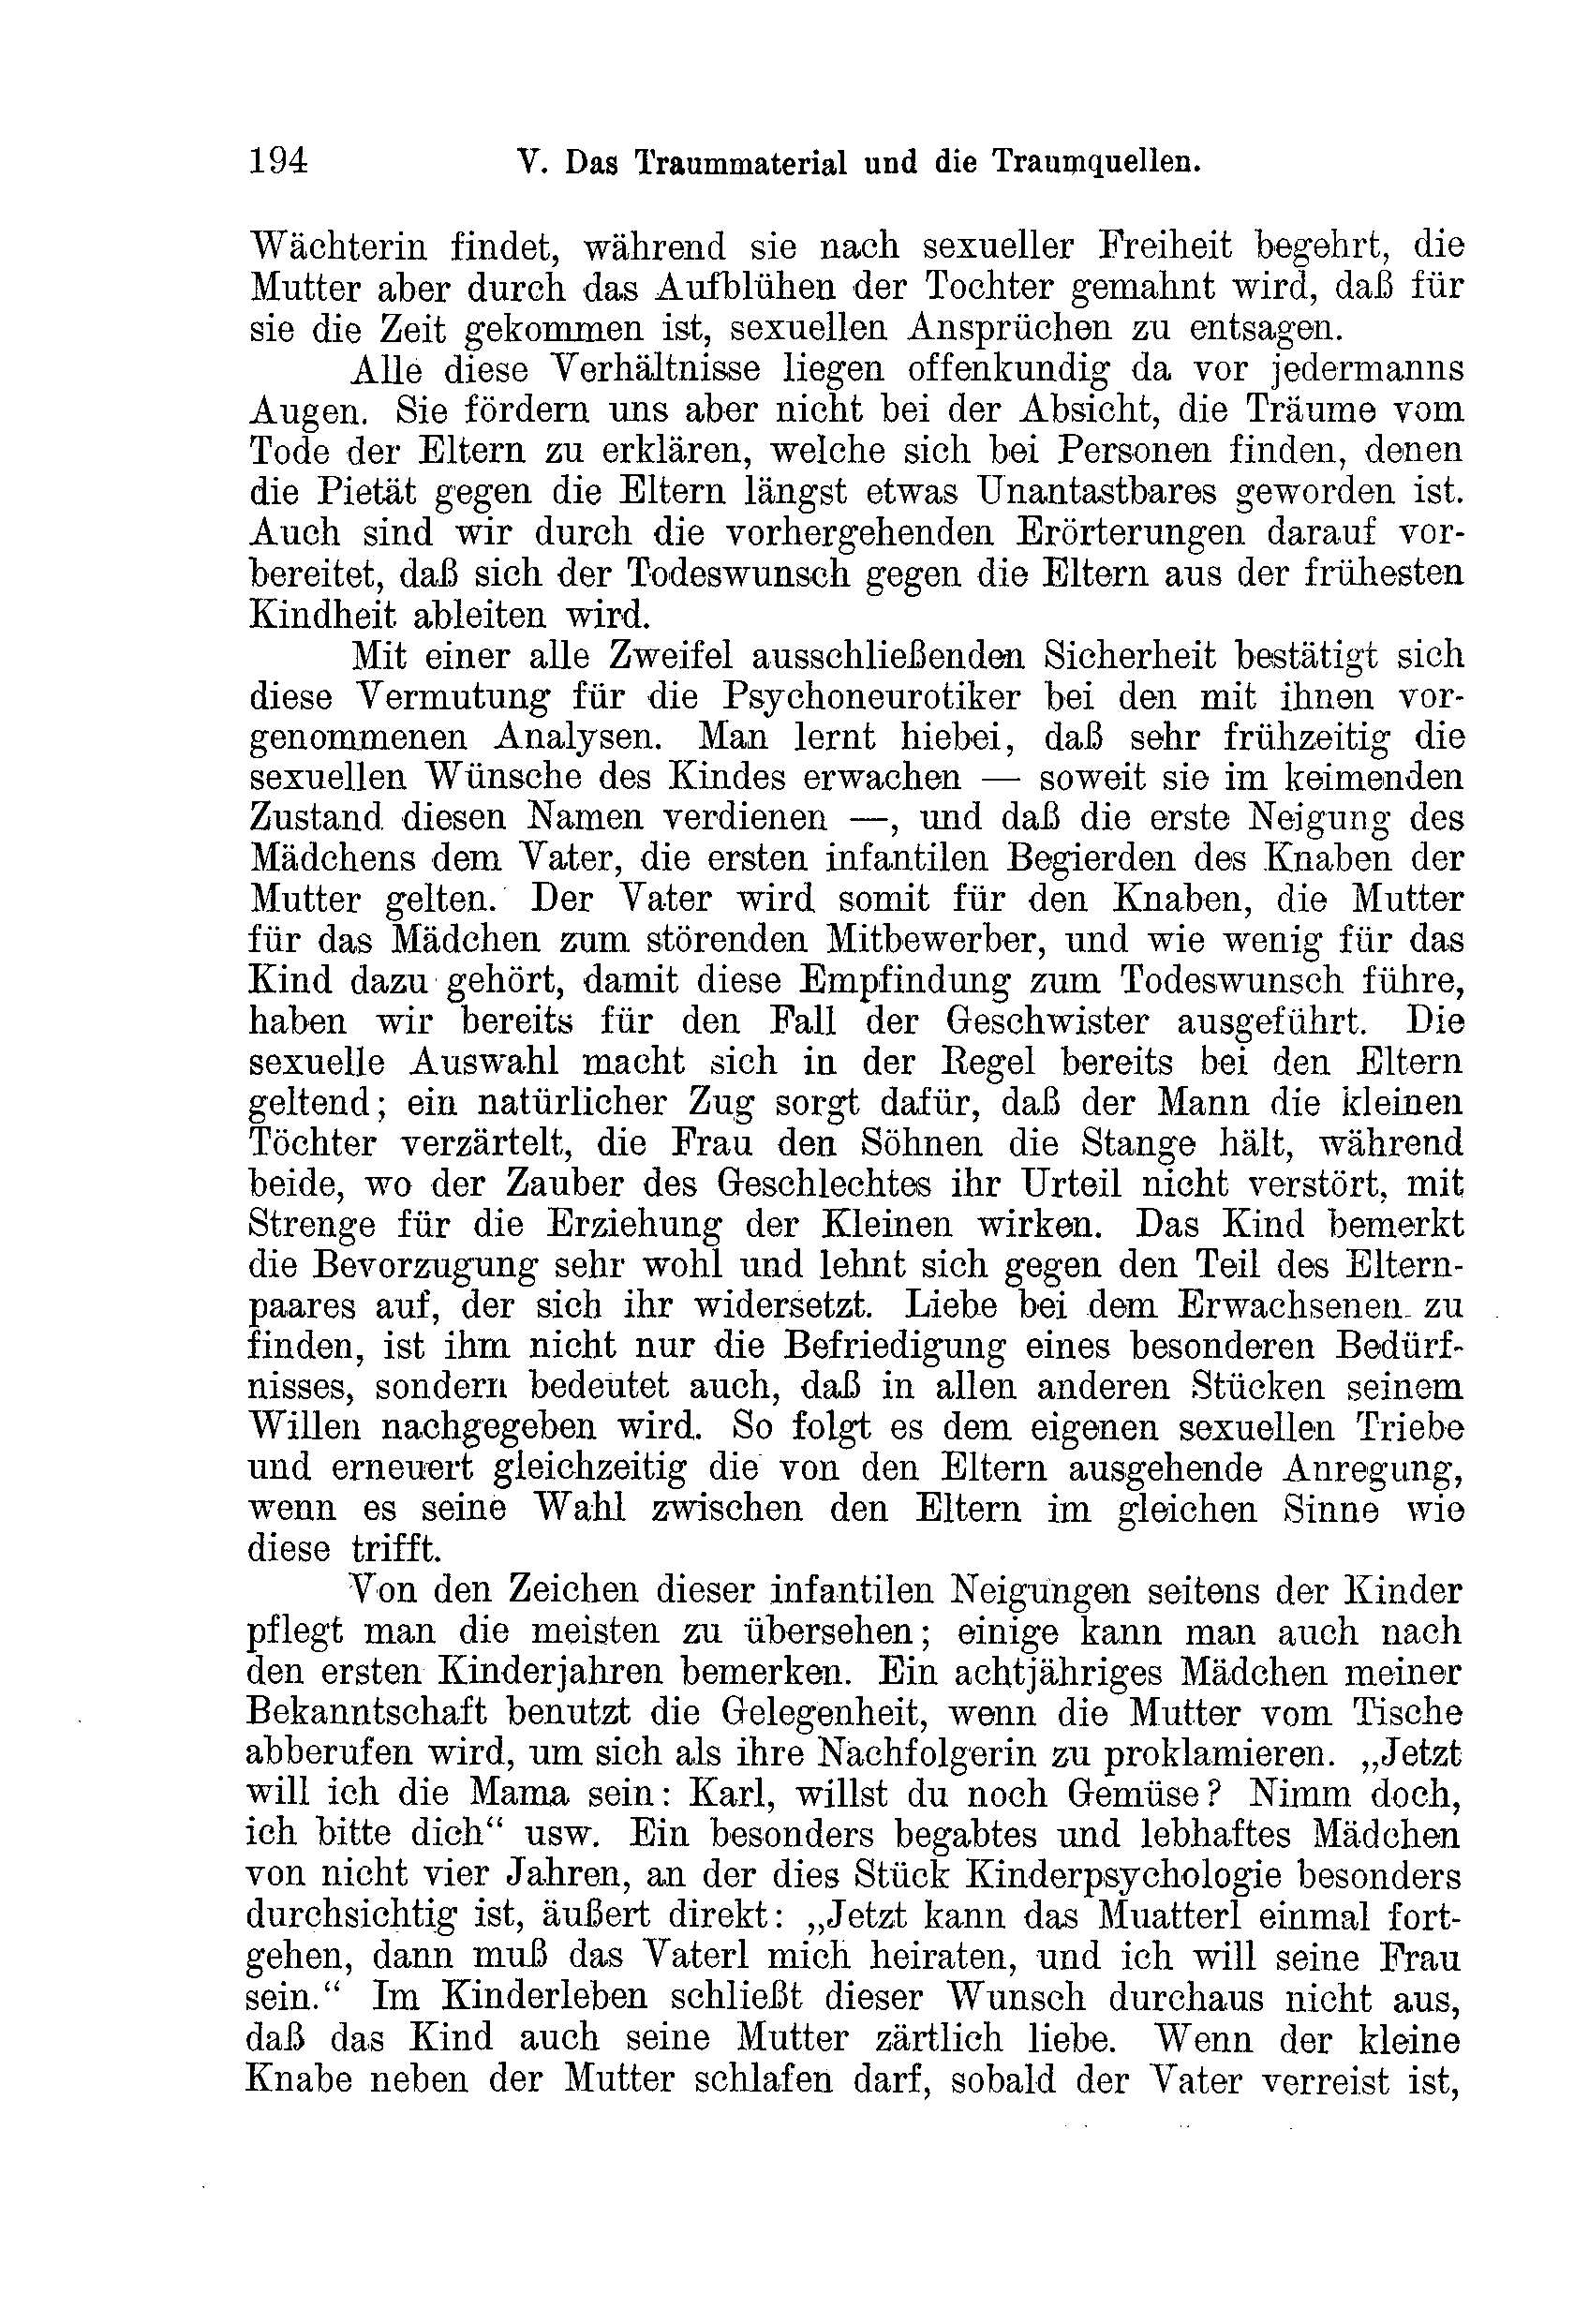 194 V. Das Traummaterial und die Traumquellen.
Wächterin findet, während sie nach sexueller Freiheit begehrt, die
Mutter aber durch das Aufblühen der Tochter gemahnt wird, daß für
sie die Zeit gekommen ist, sexuellen Ansprüchen zu entsagen.
Alle diese Verhältnisse liegen offenkundig da vor jedermanns
Augen. Sie fördern uns aber nicht bei der Absicht, die Träume vom
Tode der Eltern zu erklären, welche sich bei Personen finden, denen
die Pietät gegen die Eltern längst etwas Unantastbares geworden ist.
Auch sind wir durch die vorhergehenden Erörterungen darauf vor-
bereitet, daß sich der Todeswunsch gegen die Eltern aus der frühesten
Kindheit ableiten wird.
Mit einer alle Zweifel ausschließenden Sicherheit bestätigt sich
diese Vermutung für die Psychoneurotiker bei den mit ihnen vor-
genommenen Analysen. Man lernt hiebei, daß sehr frühzeitig die
sexuellen Wünsche des Kindes erwachen — soweit sie im keimenden
Zustand diesen Namen verdienen —, und daß die erste Neigung des
Mädchens dem Vater, die ersten infantilen Begierden des Knaben der
Mutter gelten. Der Vater wird somit für den Knaben, die Mutter
für das Mädchen zum störenden Mitbewerber, und wie wenig für das
Kind dazu gehört, damit diese Empfindung zum Todeswunsch führe,
haben wir bereits für den Fall der Geschwister ausgeführt. Die
sexuelle Auswahl macht sich in der Regel bereits bei den Eltern
geltend; ein natürlicher Zug sorgt dafür, daß der Mann die kleinen
Töchter verzärtelt, die Frau den Söhnen die Stange hält, während
beide, wo der Zauber des Geschlechtes ihr Urteil nicht verstört, mit
Strenge für die Erziehung der Kleinen wirken. Das Kind bemerkt
die Bevorzugung sehr wohl und lehnt sich gegen den Teil des Eltern-
paares auf, der sich ihr widersetzt. Liebe bei dem Erwachsenen zu
finden, ist ihm nicht nur die Befriedigung eines besonderen Bedürf-
nisses, sondern bedeutet auch, daß in allen anderen Stücken seinem
Willen nachgegeben wird. So folgt es dem eigenen sexuellen Triebe
und erneuert gleichzeitig die von den Eltern ausgehende Anregung,
wenn es seine Wahl zwischen den Eltern im gleichen Sinne wie
diese trifft.
Von den Zeichen dieser infantilen Neigungen seitens der Kinder
pflegt man die meisten zu übersehen; einige kann man auch nach
den ersten Kinderjahren bemerken. Ein achtjähriges Mädchen meiner
Bekanntschaft benutzt die Gelegenheit, wenn die Mutter vom Tische
abberufen wird, um sich als ihre Nachfolgerin zu proklamieren. „Jetzt
will ich die Mama sein: Karl, willst du noch Gemüse? Nimm doch,
ich bitte dich“ usw. Ein besonders begabtes und lebhaftes Mädchen
von nicht vier Jahren, an der dies Stück Kinderpsychologie besonders
durchsichtig ist, äußert direkt: „Jetzt kann das Muatterl einmal fort-
gehen, dann muß das Vaterl mich heiraten, und ich will seine Frau
sein.“ Im Kinderleben schließt dieser Wunsch durchaus nicht aus,
daß das Kind auch seine Mutter zärtlich liebe. Wenn der kleine
Knabe neben der Mutter schlafen darf, sobald der Vater verreist ist,